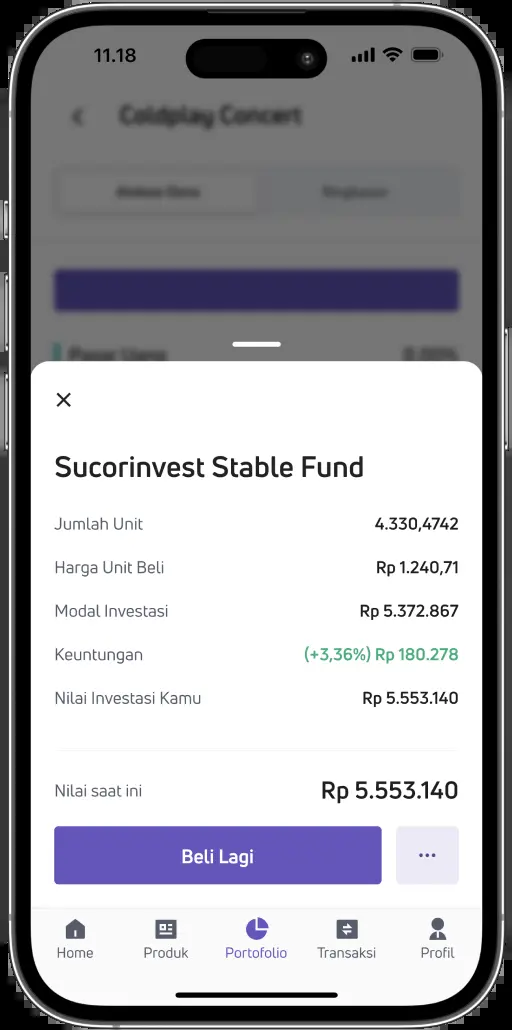 11.18
Coldplay Concert
Pasar Uang 0.00%
✕
Sucorinvest Stable Fund
Jumlah Unit 4.330,4742
Harga Unit Beli Rp 1.240,71
Modal Investasi Rp 5.372.867
Keuntungan (+3,36%) Rp 180.278
Nilai Investasi Kamu Rp 5.553.140
Nilai saat ini Rp 5.553.140
Beli Lagi ...
Home Produk Portofolio Transaksi Profil